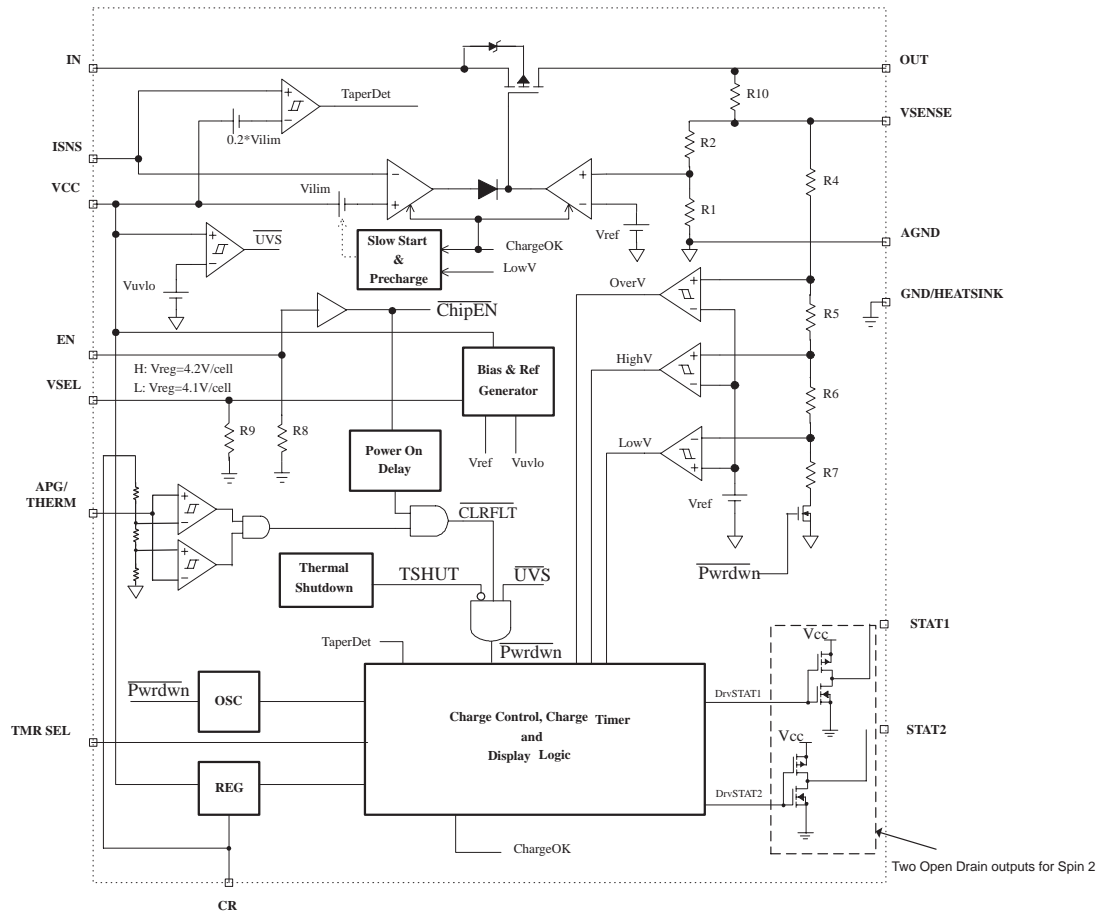 IN
OUT
R10
TaperDet
VSENSE
0.2*Vilim
R2
ISNS
R4
VCC
Vilim
R1
Vref
UVS
Slow Start
&
Precharge
ChargeOK
LowV
AGND
Vuvlo
OverV
GND/HEATSINK
ChipEN
R5
EN
H: Vreg=4.2V/cell
L: Vreg=4.1V/cell
Bias & Ref
Generator
HighV
VSEL
R6
R9
R8
Power On
Delay
Vref
Vuvlo
LowV
R7
APG/
THERM
CLRFLT
Vref
Thermal
Shutdown
TSHUT
UVS
Pwrdwn
STAT1
Vcc
TaperDet
Pwrdwn
Pwrdwn
OSC
Charge Control, Charge Timer
and
Display Logic
DrvSTAT1
TMR SEL
STAT2
Vcc
REG
DrvSTAT2
ChargeOK
Two Open Drain outputs for Spin 2
CR